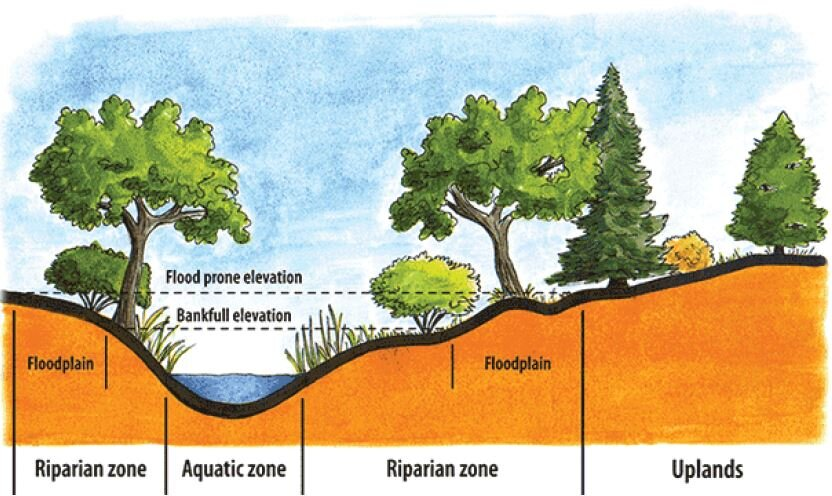 Flood prone elevation
Bankfull elevation
Floodplain
Floodplain
Riparian zone
Aquatic zone
Riparian zone
Uplands